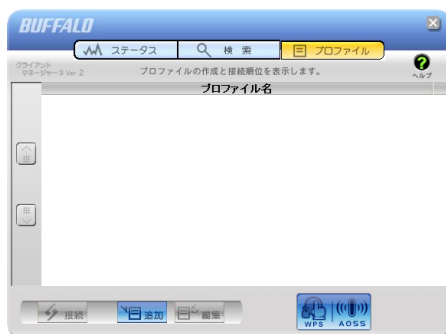 BUFFALO
ステータス
検 索
プロファイル
クライアント
マネージャー3 Ver 2
プロファイルの作成と接続順位を表示します。
ヘルプ
プロファイル名
接続
追加
編集
WPS
AOSS